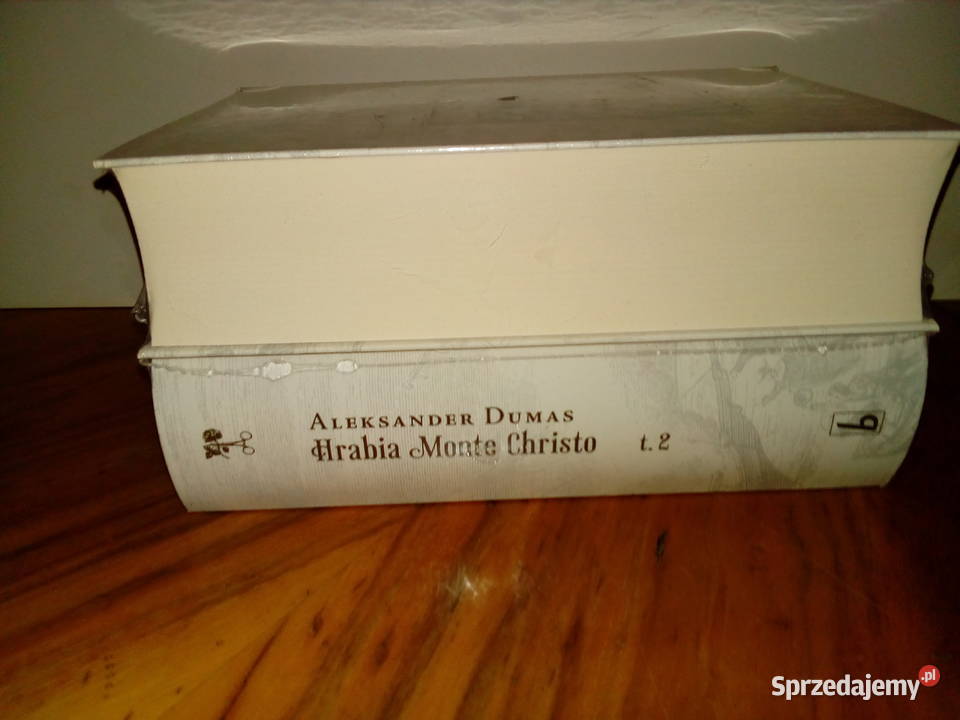 Aleksander Dumas
Hrabia Monte Christo t. 2
b
Sprzedajemy.pl